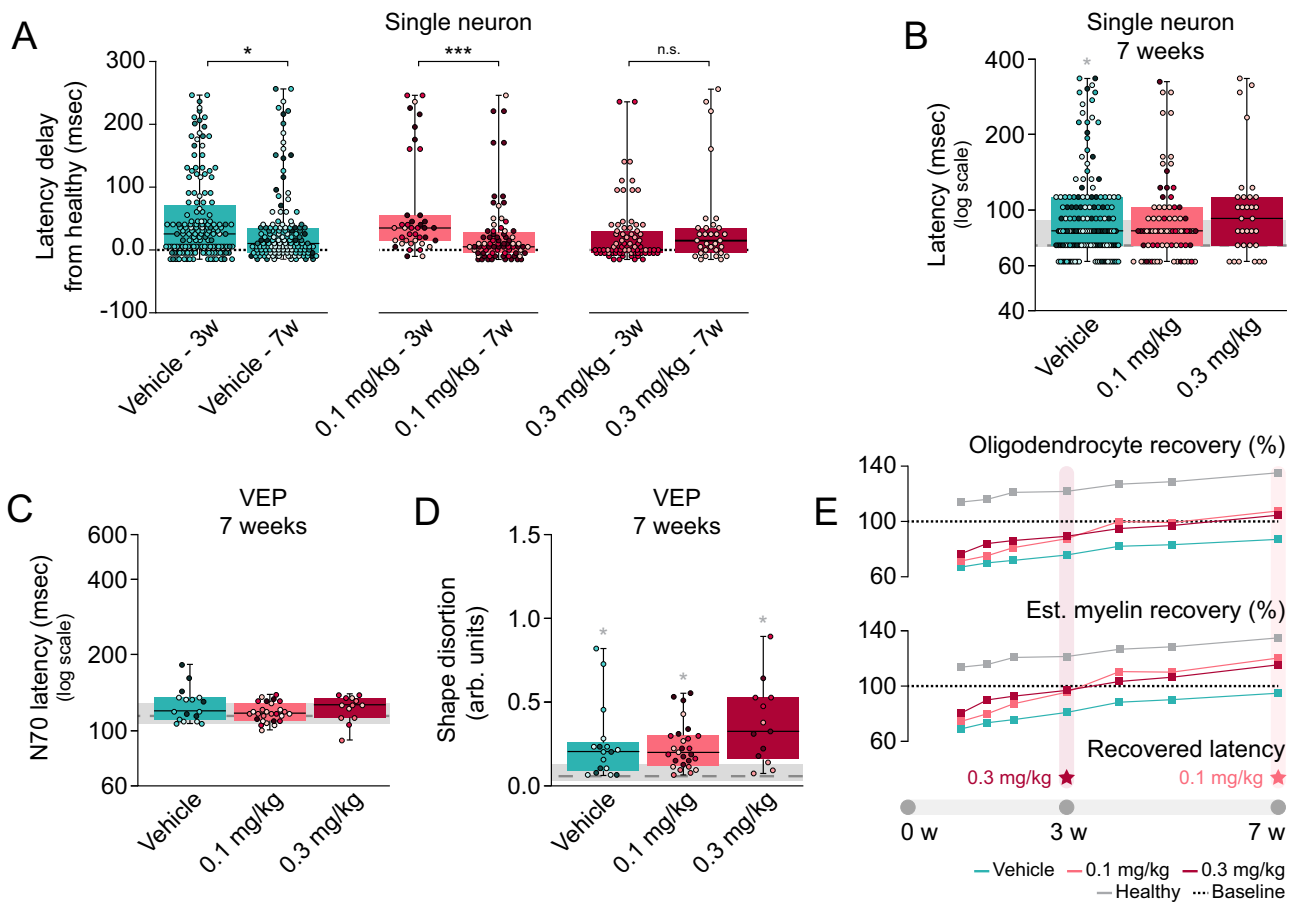 A
Single neuron
Latency delay
from healthy (msec)
300
200
100
0.0
-100
*
***
n.s.
Vehicle - 3w
Vehicle - 7w
0.1 mg/kg - 3w
0.1 mg/kg - 7w
0.3 mg/kg - 3w
0.3 mg/kg - 7w
B
Single neuron
7 weeks
Latency (msec)
(log scale)
400
200
100
60
40
*
Vehicle
0.1 mg/kg
0.3 mg/kg
C
VEP
7 weeks
N70 latency (msec)
(log scale)
600
400
200
100
60
Vehicle
0.1 mg/kg
0.3 mg/kg
D
VEP
7 weeks
Shape disortion
(arb. units)
1.5
1.0
0.5
0.0
*
*
*
Vehicle
0.1 mg/kg
0.3 mg/kg
E
Oligodendrocyte recovery (%)
140
100
60
Est. myelin recovery (%)
140
100
60
Recovered latency
0.3 mg/kg ★
0.1 mg/kg ★
0 w
3 w
7 w
Vehicle
0.1 mg/kg
0.3 mg/kg
Healthy
Baseline